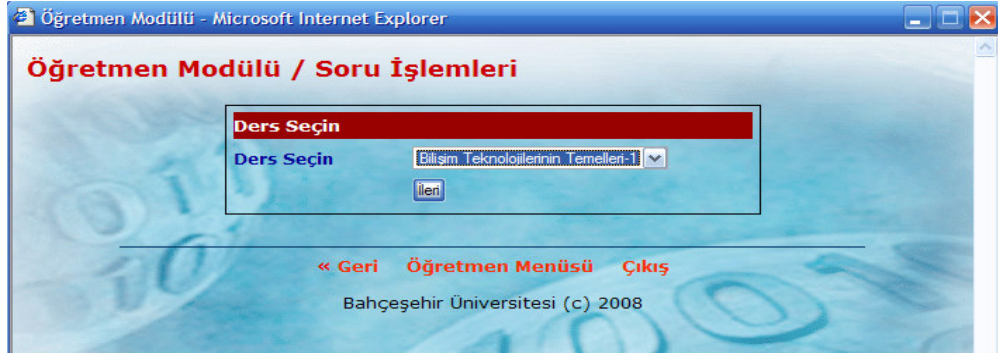 Öğretmen Modülü - Microsoft Internet Explorer
Öğretmen Modülü / Soru İşlemleri
Ders Seçin
Ders Seçin Bilişim Teknolojilerinin Temelleri-1
İleri
« Geri Öğretmen Menüsü Çıkış
Bahçeşehir Üniversitesi (c) 2008